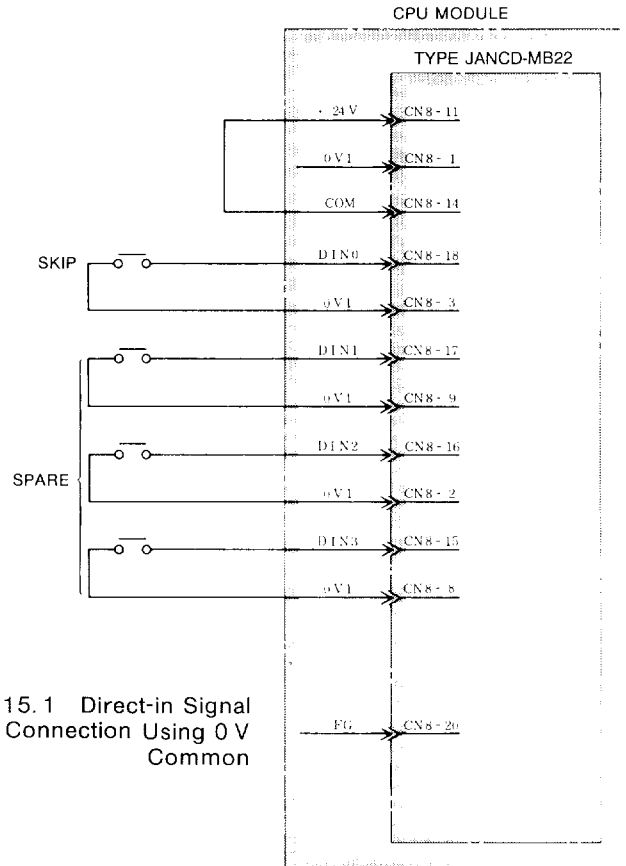 CPU MODULE
TYPE JANCD-MB22
+24V CN8-11
0V1 CN8-1
COM CN8-14
SKIP DIN0 CN8-18
0V1 CN8-3
DIN1 CN8-17
0V1 CN8-9
DIN2 CN8-16
SPARE
0V1 CN8-2
DIN3 CN8-15
0V1 CN8-8
15.1 Direct-in Signal
Connection Using 0 V
Common
FG CN8-20